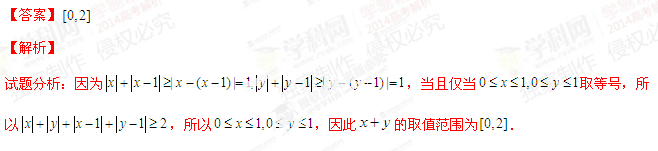 【答案】[0,2]
【解析】
试题分析：因为|x|+|x−1|≥|x−(x−1)|=1,|y|+|y−1|≥|y−(y−1)|=1，当且仅当0≤x≤1,0≤y≤1取等号，所
以|x|+|y|+|x−1|+|y−1|≥2，所以0≤x≤1,0≤y≤1，因此x+y的取值范围为[0,2]．